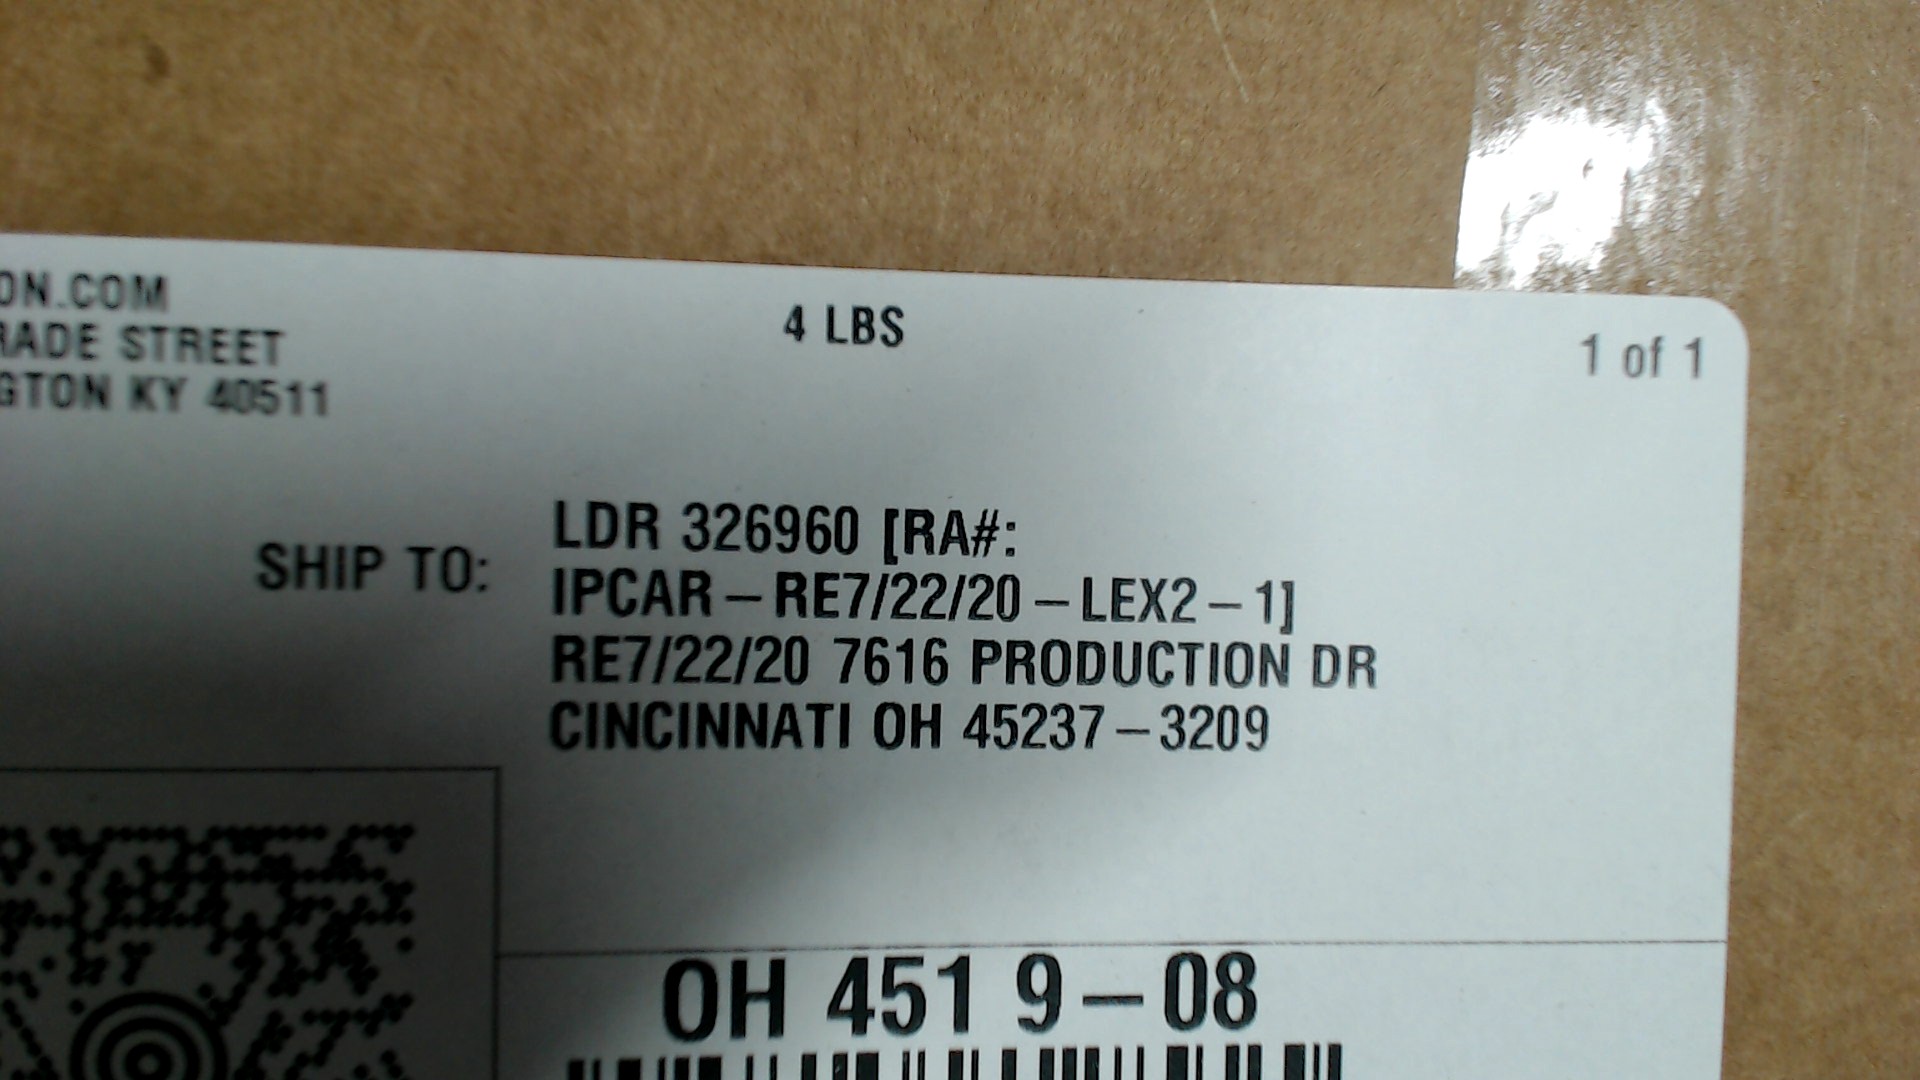 ON.COM
RADE STREET
GTON KY 40511
4 LBS
1 of 1
SHIP TO:
LDR 326960 [RA#:
IPCAR–RE7/22/20–LEX2–1]
RE7/22/20 7616 PRODUCTION DR
CINCINNATI OH 45237–3209
OH 451 9–08